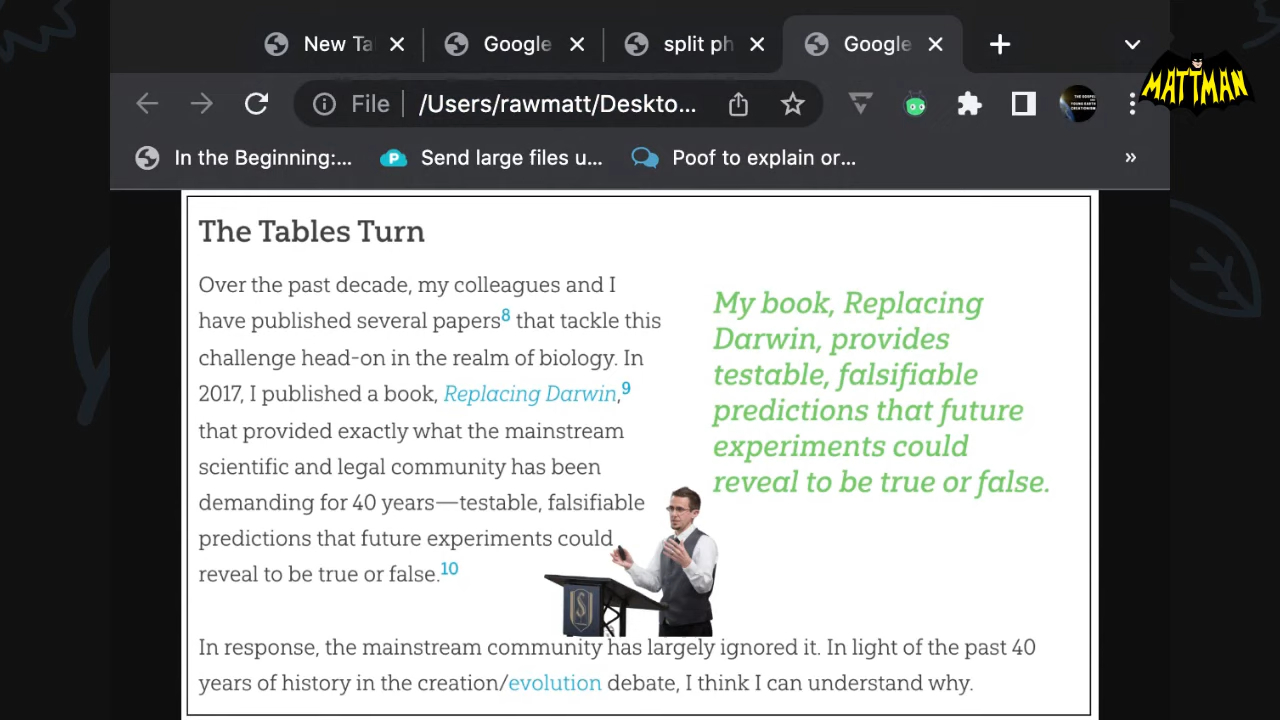 New Ta
Google
split ph
Google
MATTMAN
File
/Users/rawmatt/Deskto...
In the Beginning:...
Send large files u...
Poof to explain or...
»
The Tables Turn
Over the past decade, my colleagues and I
have published several papers8 that tackle this
challenge head-on in the realm of biology. In
2017, I published a book, Replacing Darwin,9
that provided exactly what the mainstream
scientific and legal community has been
demanding for 40 years—testable, falsifiable
predictions that future experiments could
reveal to be true or false.10
My book, Replacing
Darwin, provides
testable, falsifiable
predictions that future
experiments could
reveal to be true or false.
In response, the mainstream community has largely ignored it. In light of the past 40
years of history in the creation/evolution debate, I think I can understand why.